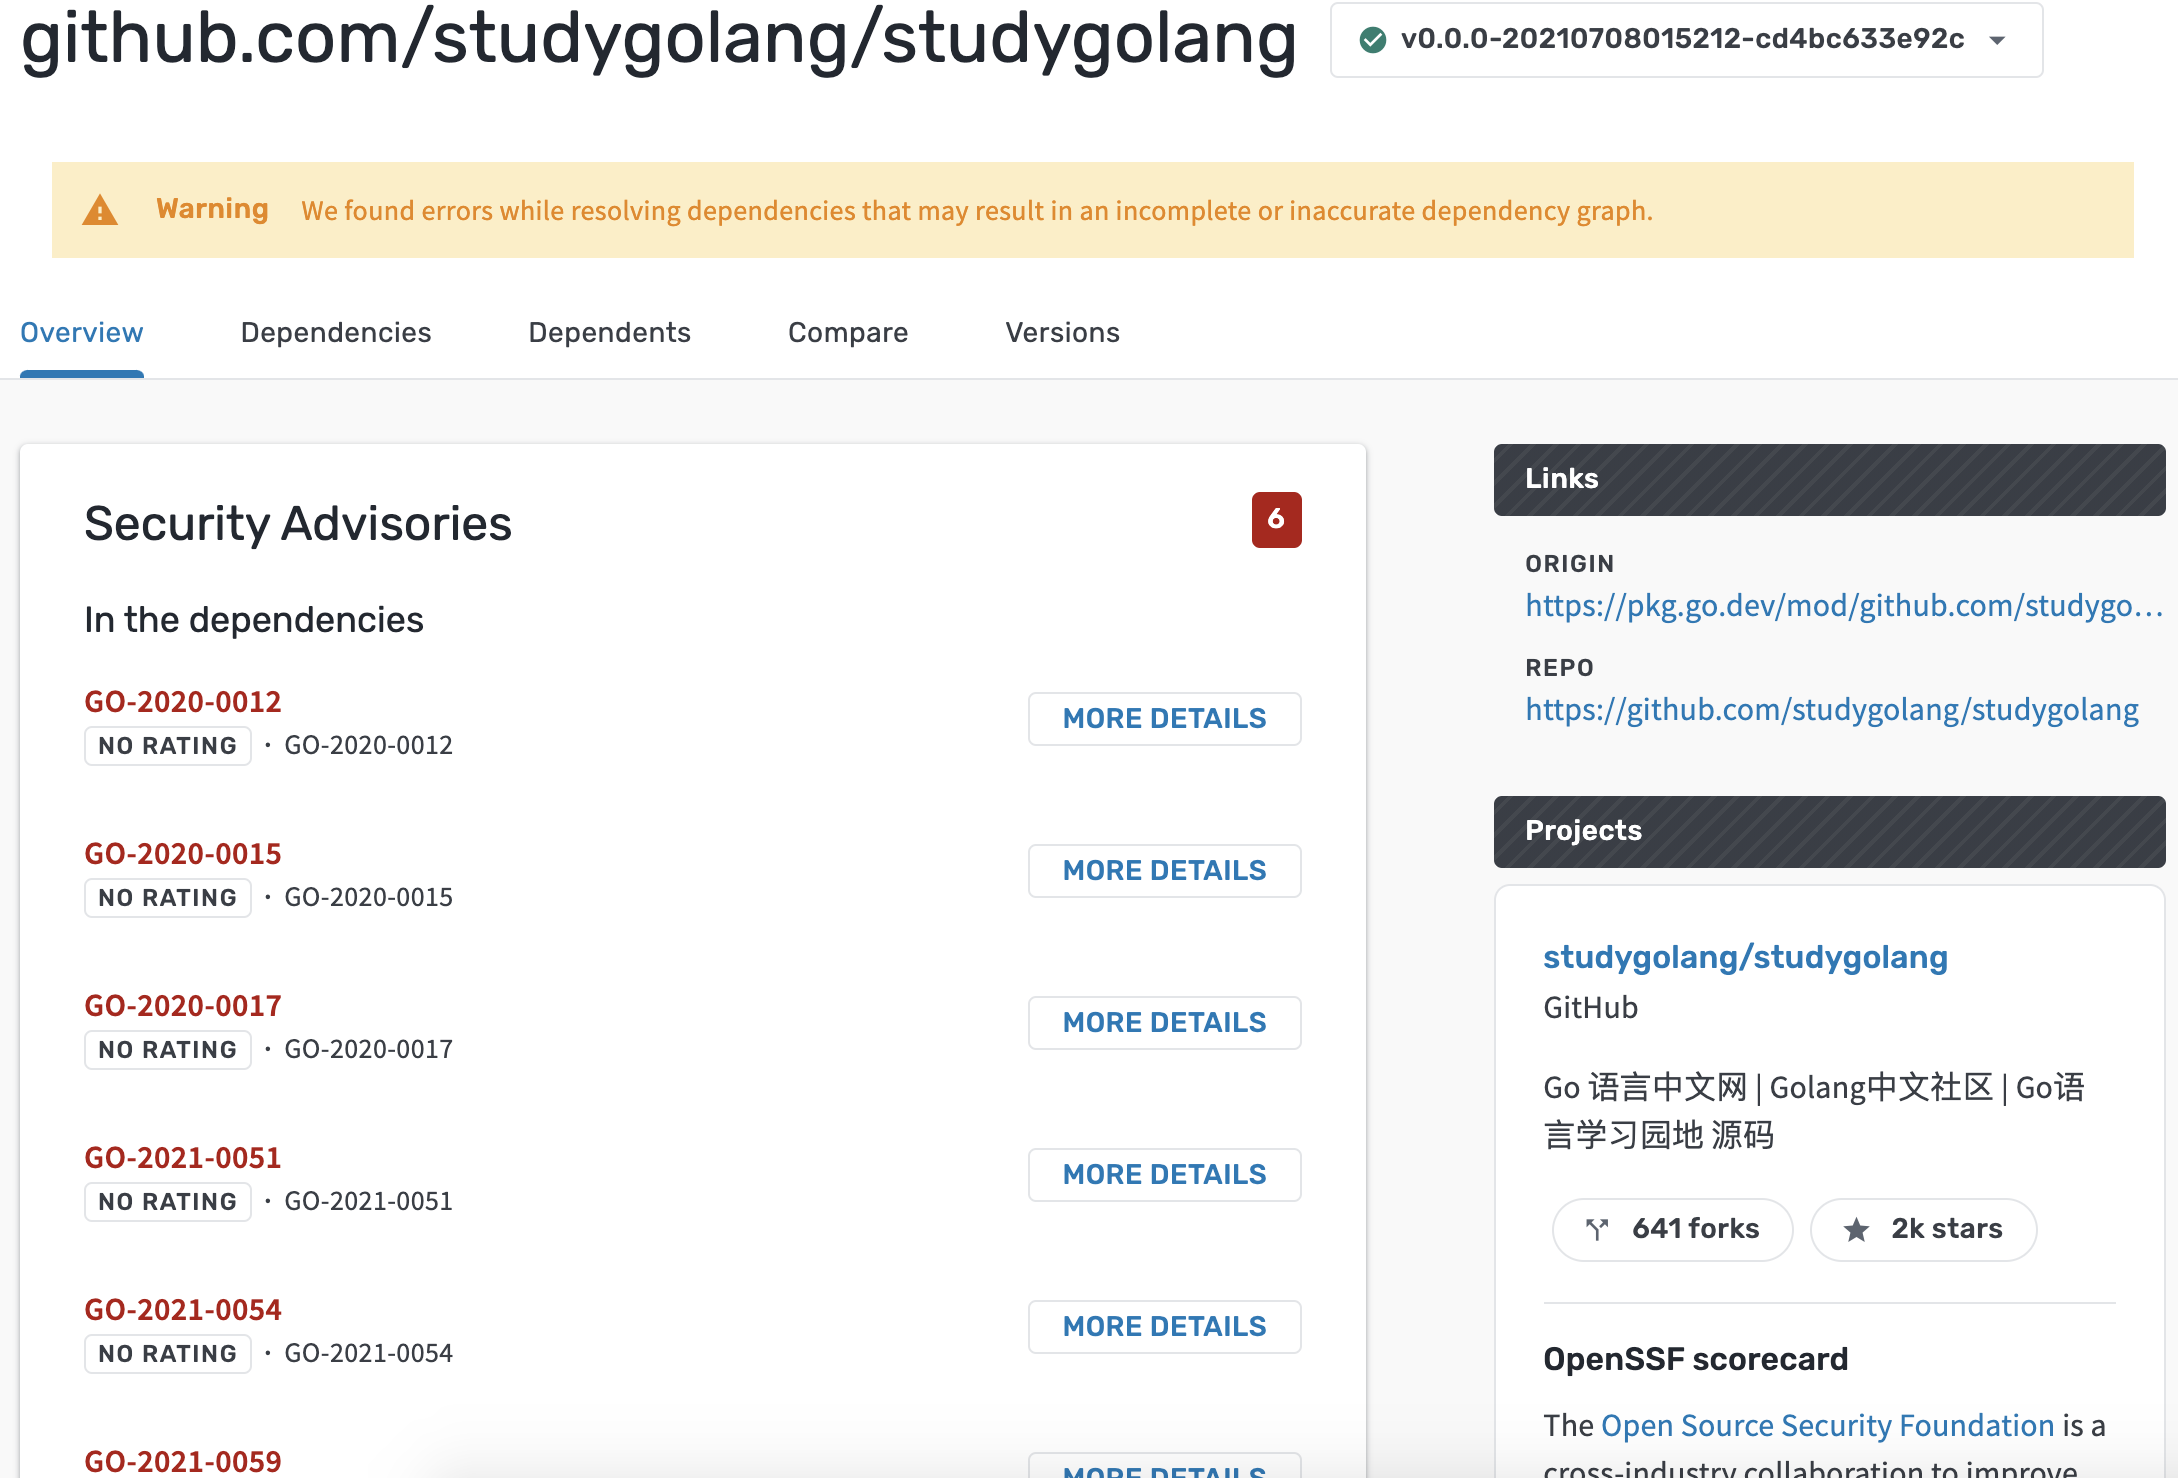 github.com/studygolang/studygolang
v0.0.0-20210708015212-cd4bc633e92c
Warning We found errors while resolving dependencies that may result in an incomplete or inaccurate dependency graph.
Overview Dependencies Dependents Compare Versions
Security Advisories 6
In the dependencies
GO-2020-0012
NO RATING · GO-2020-0012
MORE DETAILS
GO-2020-0015
NO RATING · GO-2020-0015
MORE DETAILS
GO-2020-0017
NO RATING · GO-2020-0017
MORE DETAILS
GO-2021-0051
NO RATING · GO-2021-0051
MORE DETAILS
GO-2021-0054
NO RATING · GO-2021-0054
MORE DETAILS
GO-2021-0059
MORE DETAILS
Links
ORIGIN
https://pkg.go.dev/mod/github.com/studygo...
REPO
https://github.com/studygolang/studygolang
Projects
studygolang/studygolang
GitHub
Go 语言中文网 | Golang中文社区 | Go语
言学习园地 源码
641 forks
2k stars
OpenSSF scorecard
The Open Source Security Foundation is a
cross-industry collaboration to improve